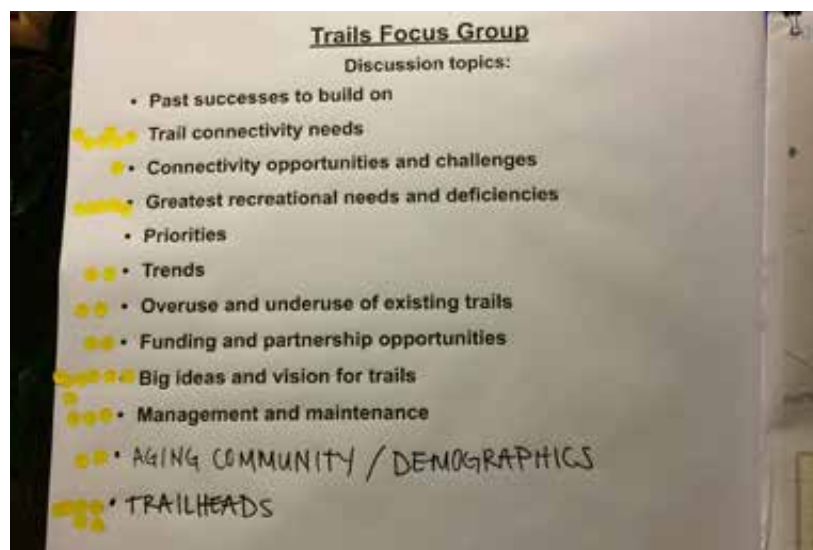 Trails Focus Group
Discussion topics:
• Past successes to build on
Trail connectivity needs
• Connectivity opportunities and challenges
• Greatest recreational needs and deficiencies
• Priorities
• Trends
• Overuse and underuse of existing trails
• Funding and partnership opportunities
Big ideas and vision for trails
• Management and maintenance
• AGING COMMUNITY / DEMOGRAPHICS
• TRAILHEADS